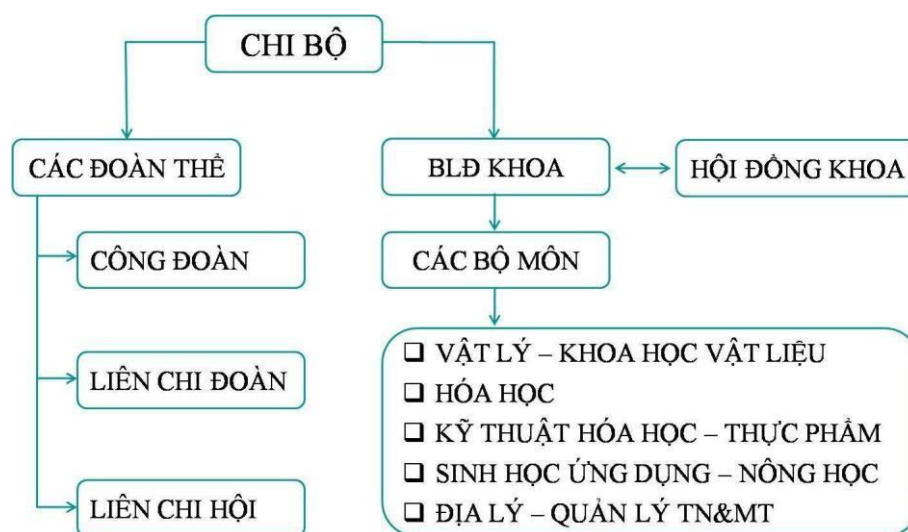 CHI BỘ
CÁC ĐOÀN THỂ
BLĐ KHOA
HỘI ĐỒNG KHOA
CÔNG ĐOÀN
CÁC BỘ MÔN
LIÊN CHI ĐOÀN
LIÊN CHI HỘI
VẬT LÝ – KHOA HỌC VẬT LIỆU
HÓA HỌC
KỸ THUẬT HÓA HỌC – THỰC PHẨM
SINH HỌC ỨNG DỤNG – NÔNG HỌC
ĐỊA LÝ – QUẢN LÝ TN&MT